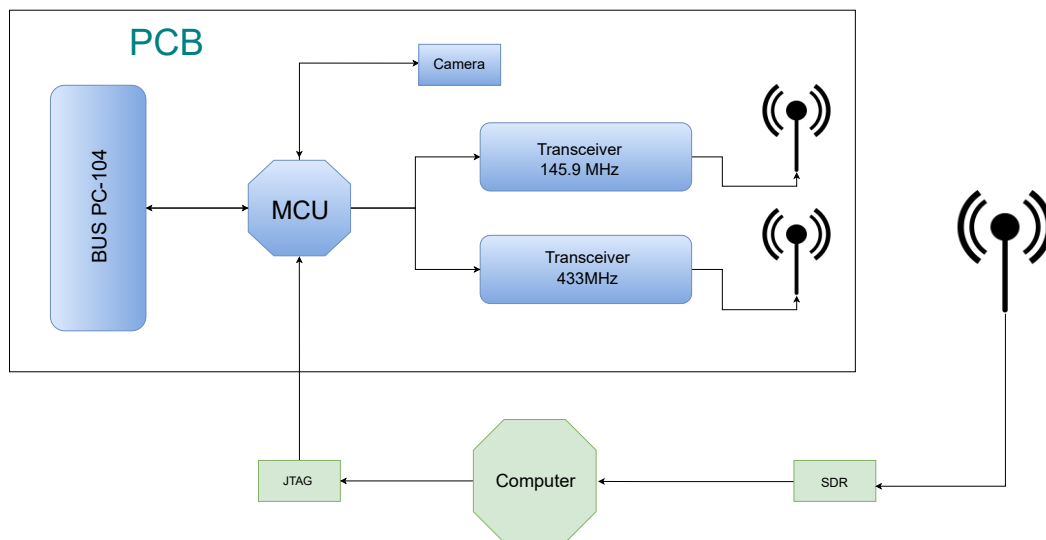 PCB
Camera
BUS PC-104
MCU
Transceiver
145.9 MHz
Transceiver
433MHz
JTAG
Computer
SDR